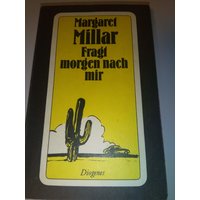 Margaret
Millar
Fragt
morgen nach
mir
Diogenes